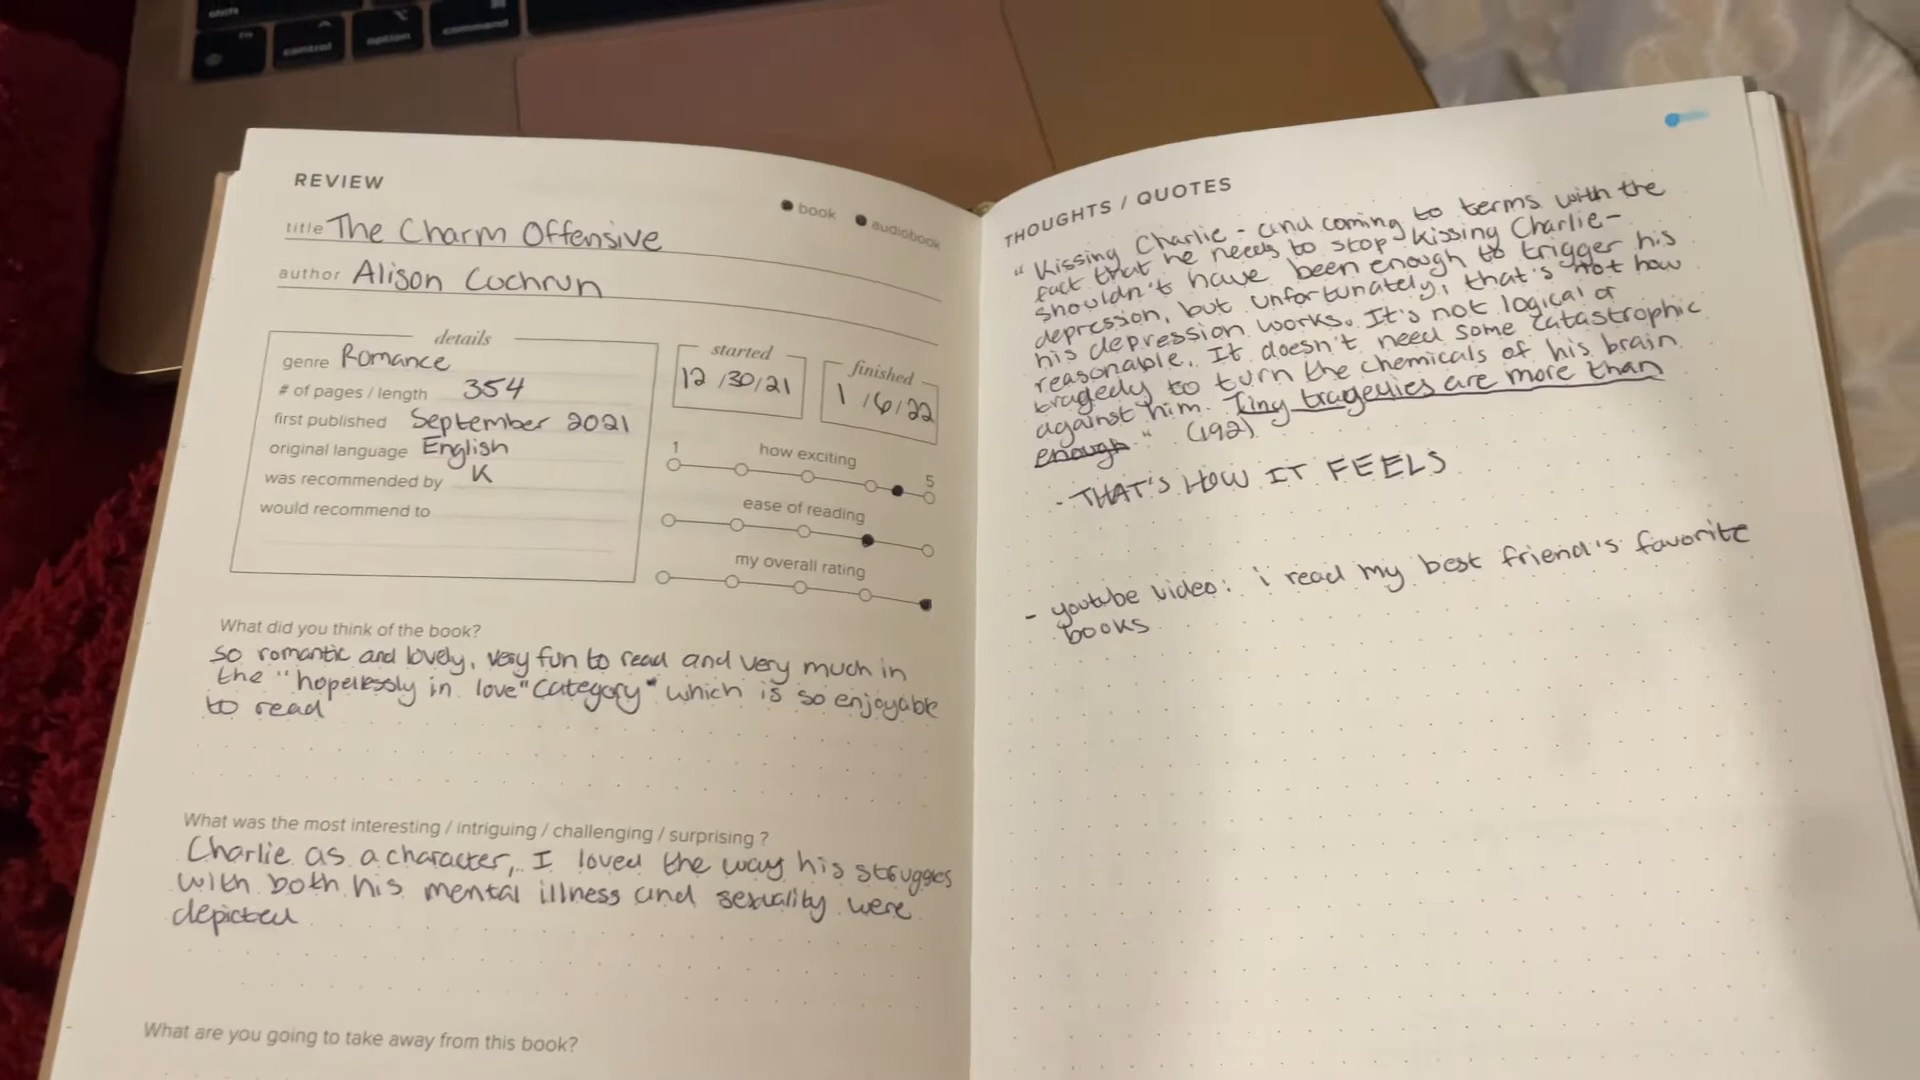 shift
fn
control
option
command
REVIEW
book
audiobook
title The Charm Offensive
author Alison Cochrun
details
genre Romance
# of pages / length 354
first published September 2021
original language English
was recommended by K
would recommend to
started
12/30/21
finished
1/6/22
how exciting
1
5
ease of reading
my overall rating
What did you think of the book?
so romantic and lovely, very fun to read and very much in
the "hopelessly in love" category" which is so enjoyable
to read
What was the most interesting / intriguing / challenging / surprising ?
Charlie as a character, I loved the way his struggles
with both his mental illness and sexuality were
depicted
What are you going to take away from this book?
THOUGHTS / QUOTES
"Kissing Charlie - and coming to terms with the
fact that he needs to stop kissing Charlie -
shouldn't have been enough to trigger his
depression, but unfortunately, that's not how
his depression works. It's not logical or
reasonable. It doesn't need some catastrophic
tragedy to turn the chemicals of his brain
against him. Tiny tragedies are more than
enough" (192)
- THAT'S HOW IT FEELS
- youtube video: i read my best friend's favorite
books